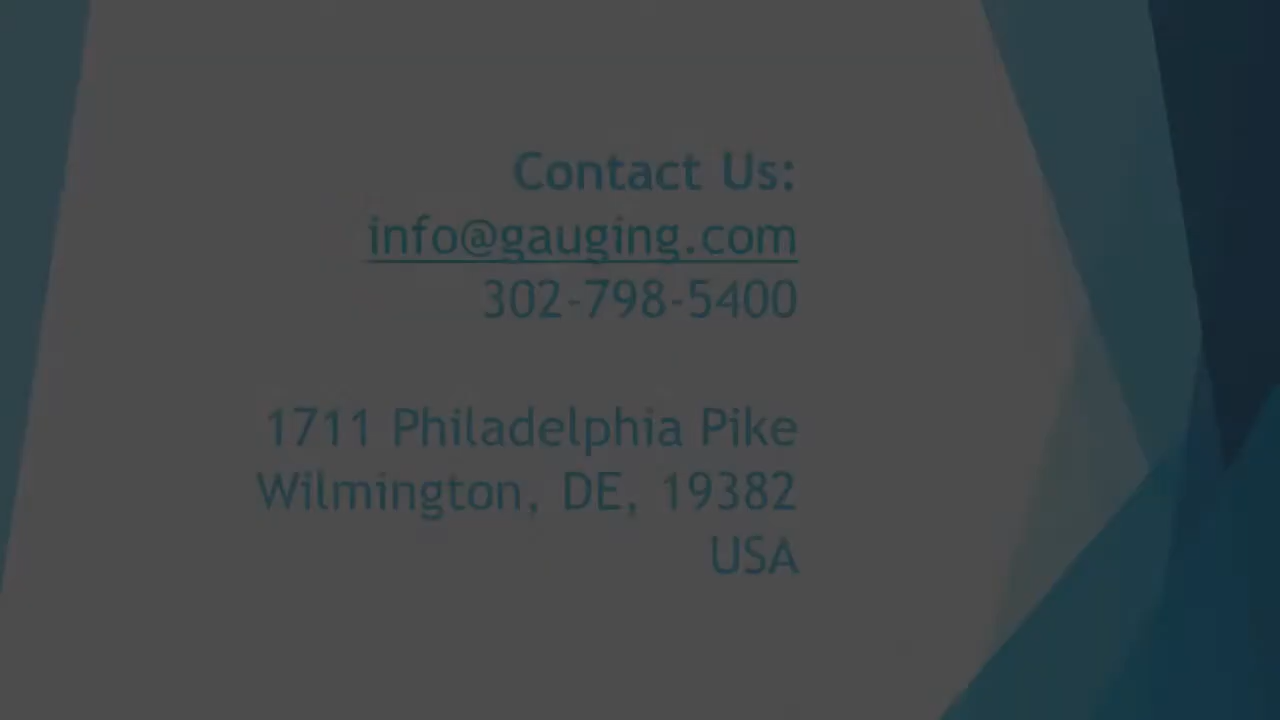 Contact Us:
info@gauging.com
302-798-5400
1711 Philadelphia Pike
Wilmington, DE, 19382
USA